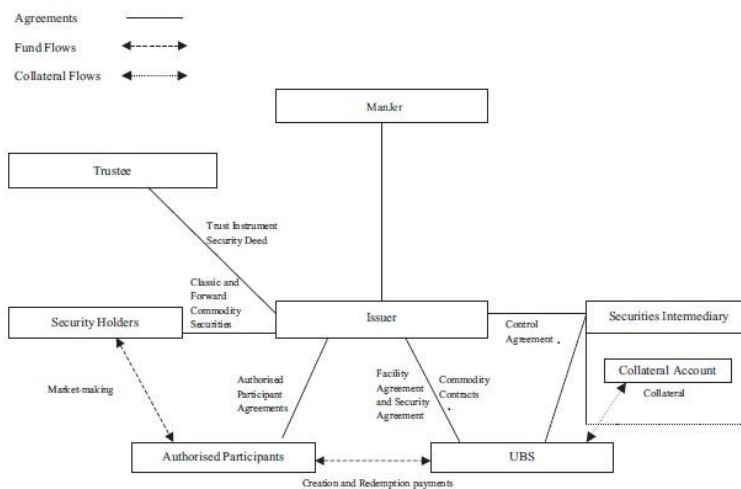 Agreements
Fund Flows
Collateral Flows
ManJer
Trustee
Trust Instrument
Security Deed
Classic and
Forward
Commodity
Securities
Security Holders
Issuer
Securities Intermediary
Control
Agreement
Collateral Account
Collateral
Market-making
Authorised
Participant
Agreements
Facility
Agreement
and Security
Agreement
Commodity
Contracts
Authorised Participants
UBS
Creation and Redemption payments